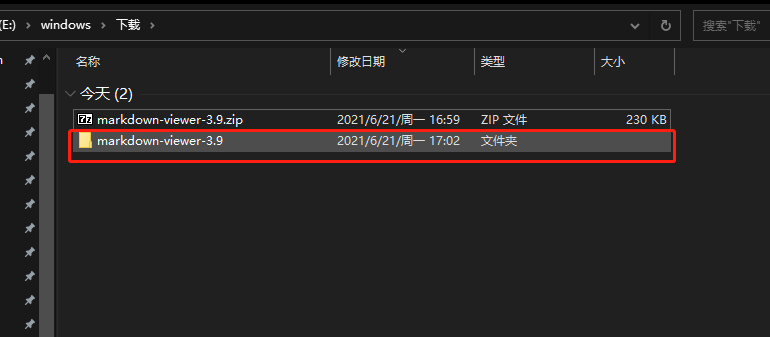 (E:) › windows › 下载 搜索"下载"
名称 修改日期 类型 大小
今天 (2)
markdown-viewer-3.9.zip 2021/6/21/周一 16:59 ZIP 文件 230 KB
markdown-viewer-3.9 2021/6/21/周一 17:02 文件夹